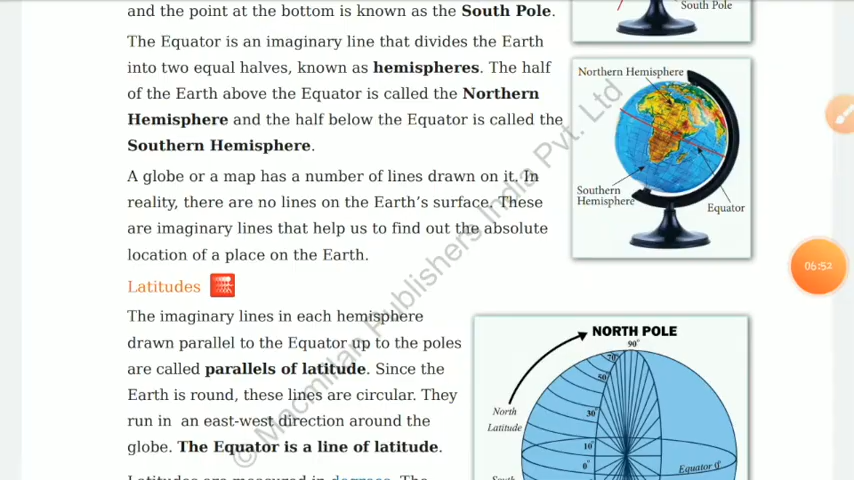 and the point at the bottom is known as the South Pole.
South Pole
The Equator is an imaginary line that divides the Earth
into two equal halves, known as hemispheres. The half
of the Earth above the Equator is called the Northern
Hemisphere and the half below the Equator is called the
Southern Hemisphere.
Northern Hemisphere
Southern
Hemisphere
Equator
A globe or a map has a number of lines drawn on it. In
reality, there are no lines on the Earth's surface. These
are imaginary lines that help us to find out the absolute
location of a place on the Earth.
06:52
Latitudes
The imaginary lines in each hemisphere
drawn parallel to the Equator up to the poles
are called parallels of latitude. Since the
Earth is round, these lines are circular. They
run in an east-west direction around the
globe. The Equator is a line of latitude.
Latitudes are measured in degrees. The
NORTH POLE
90°
70°
50°
30°
10°
0°
North
Latitude
Equator 0°
South
© Macmillan Publishers India Pvt. Ltd